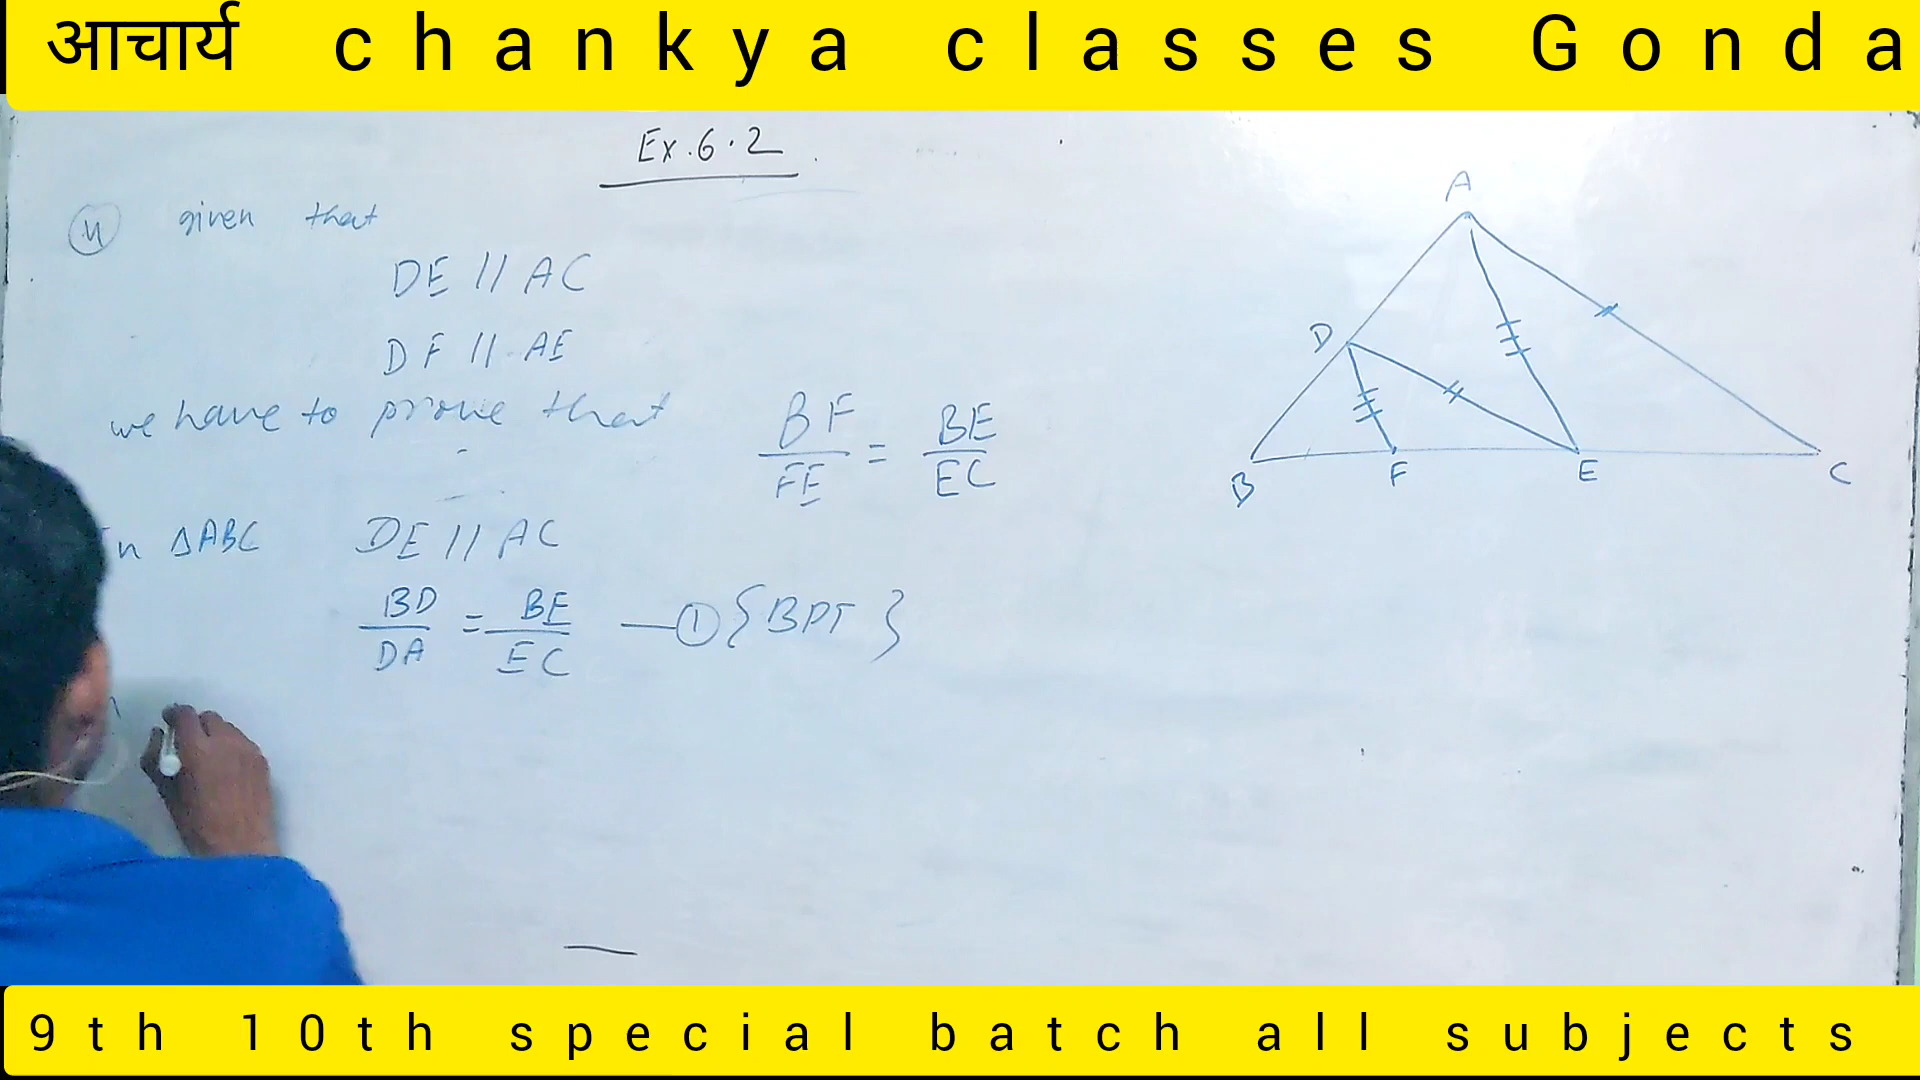 आचार्य chankya classes Gonda
Ex. 6.2
4 given that
DE // AC
DF // AE
we have to prove that BF/FE = BE/EC
In ΔABC DE // AC
BD/DA = BE/EC — ① {BPT}
A
D
B F E C
9th 10th special batch all subjects